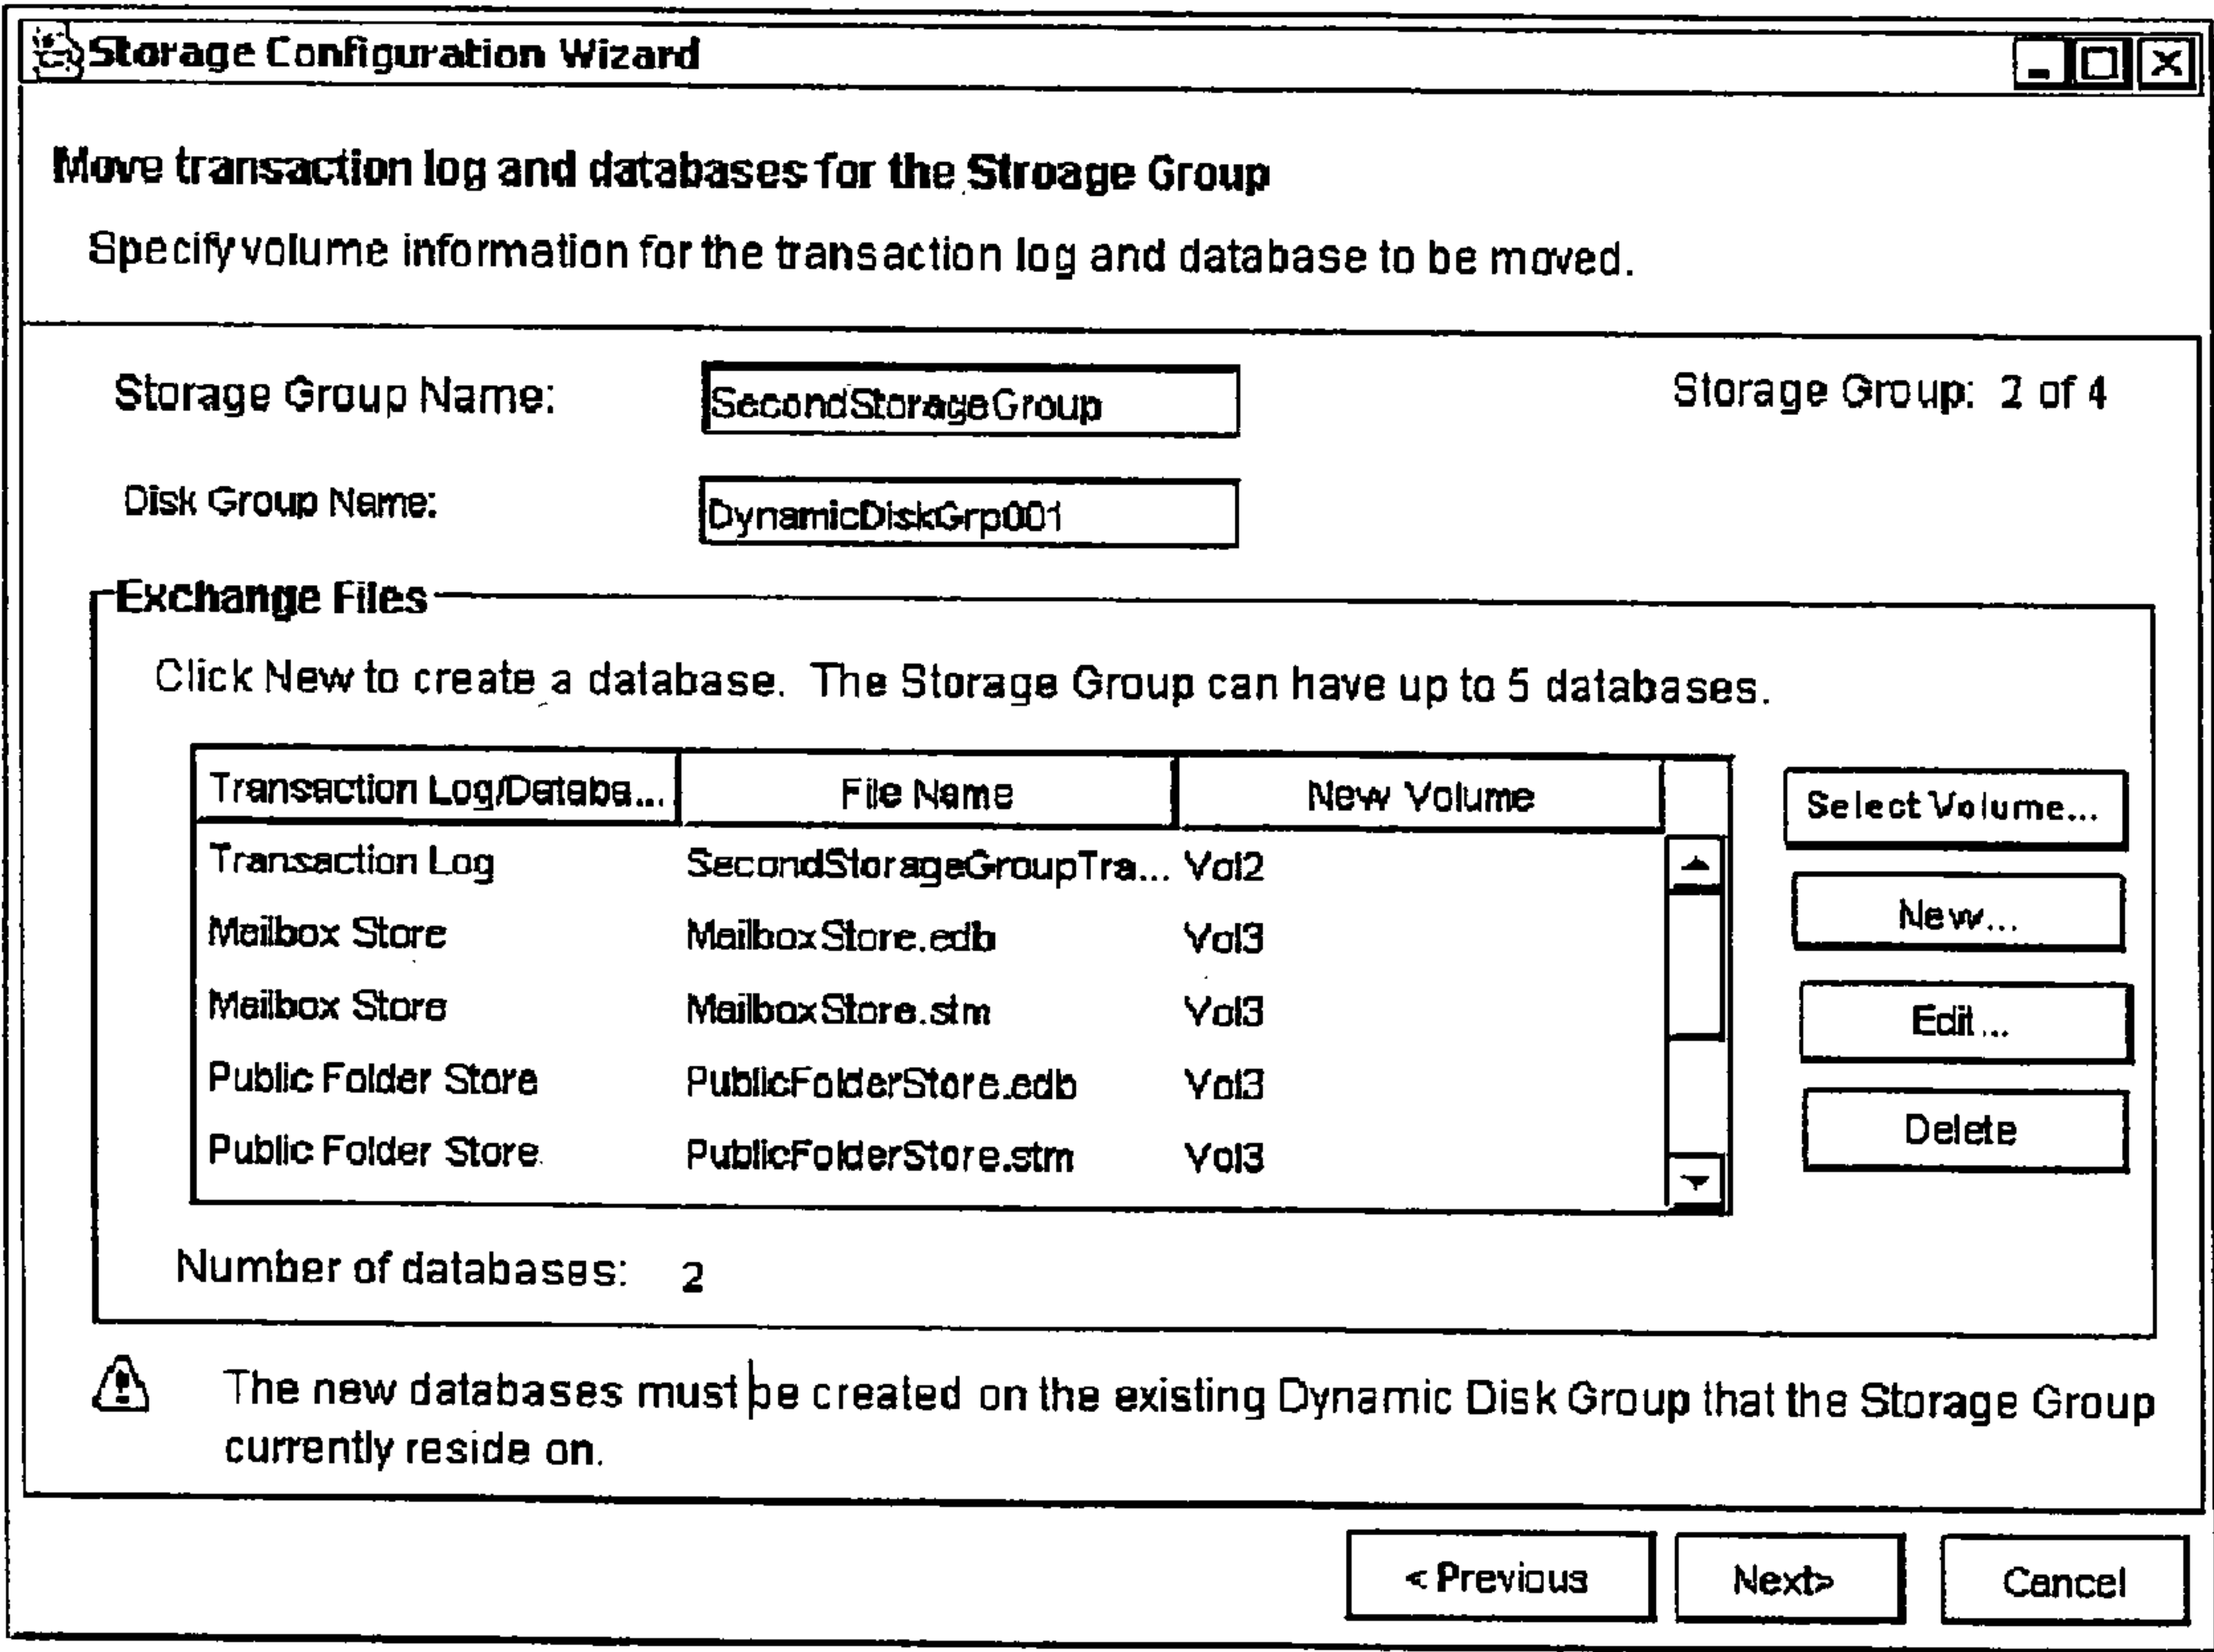 Storage Configuration Wizard
Move transaction log and databases for the Stroage Group
Specify volume information for the transaction log and database to be moved.
Storage Group Name: SecondStorageGroup Storage Group: 2 of 4
Disk Group Name: DynamicDiskGrp001
Exchange Files
Click New to create a database. The Storage Group can have up to 5 databases.
Transaction Log/Databa... File Name New Volume Select Volume...
Transaction Log SecondStorageGroupTra... Vol2
Mailbox Store MailboxStore.edb Vol3 New...
Mailbox Store MailboxStore.stm Vol3 Edit...
Public Folder Store PublicFolderStore.edb Vol3
Public Folder Store PublicFolderStore.stm Vol3 Delete
Number of databases: 2
The new databases must be created on the existing Dynamic Disk Group that the Storage Group
currently reside on.
< Previous Next> Cancel